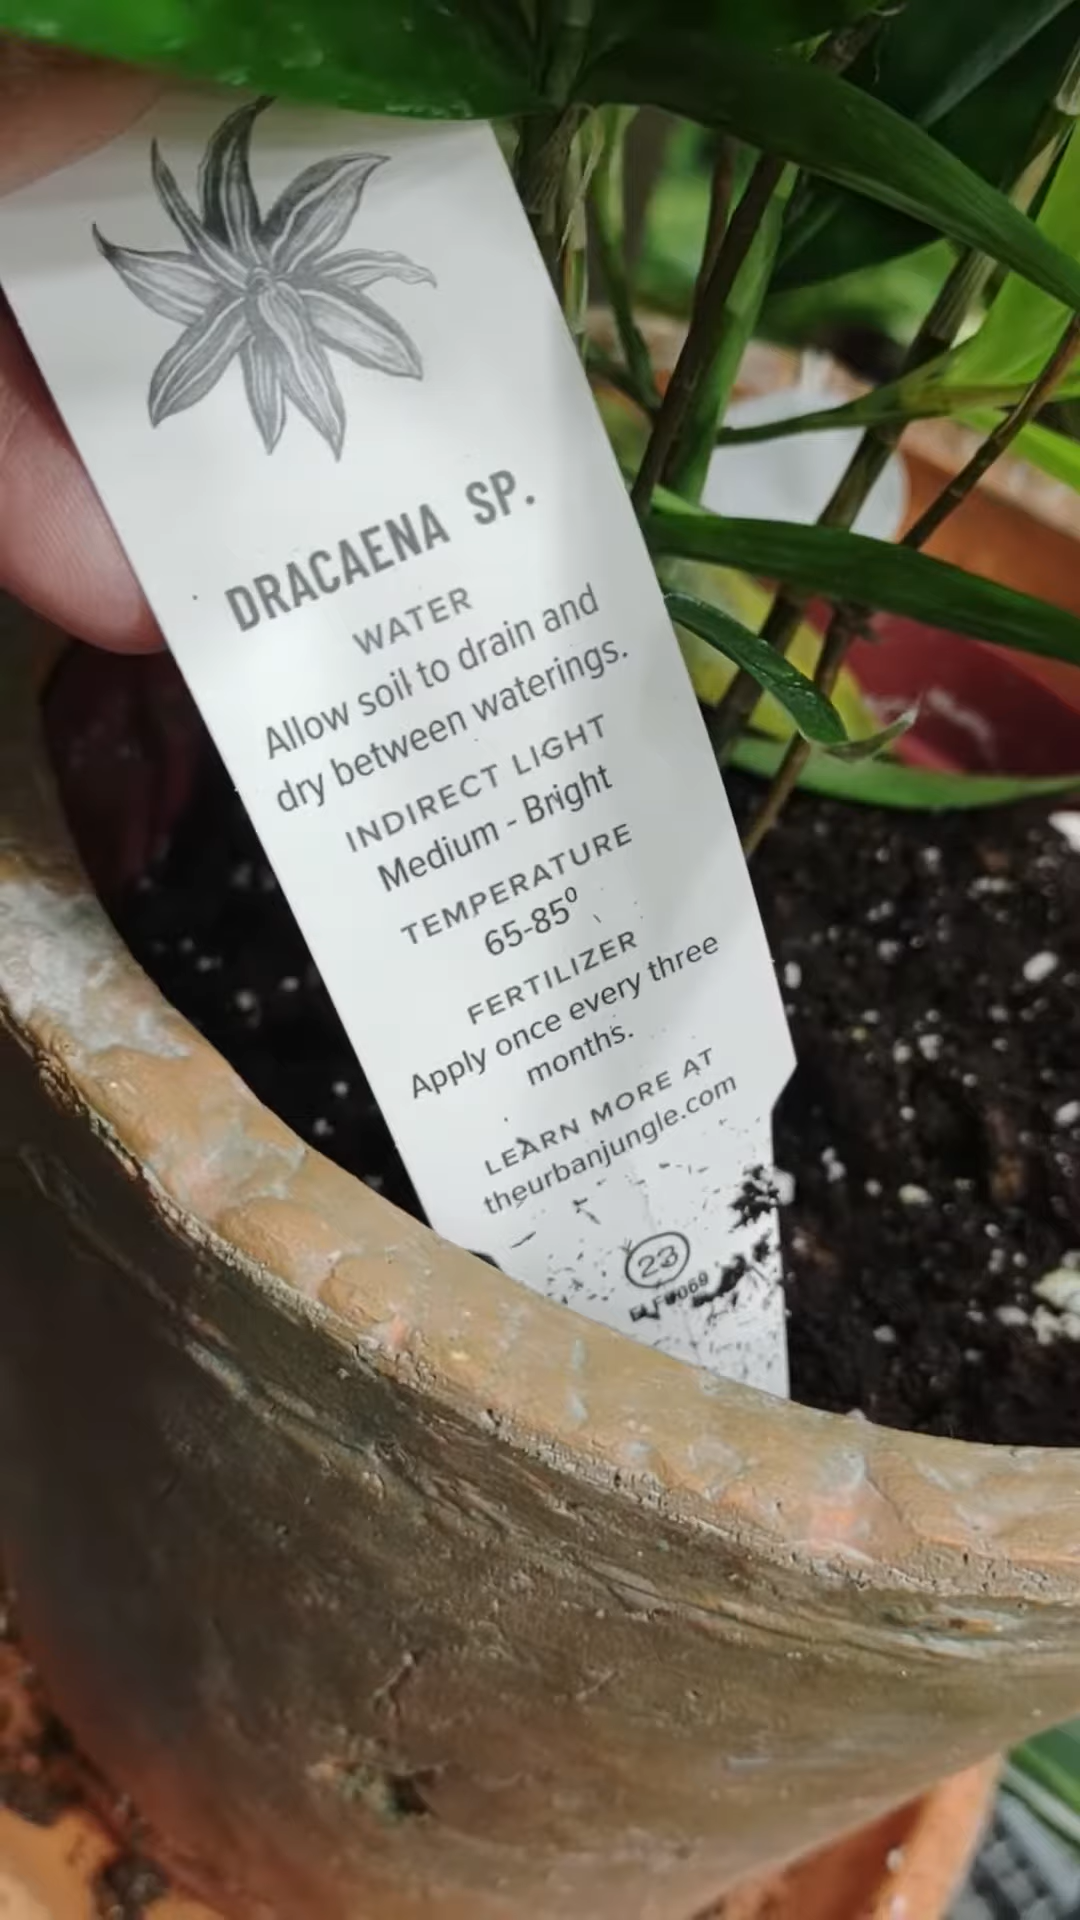 DRACAENA SP.
WATER
Allow soil to drain and
dry between waterings.
INDIRECT LIGHT
Medium - Bright
TEMPERATURE
65-85º
FERTILIZER
Apply once every three
months.
LEARN MORE AT
theurbanjungle.com
23